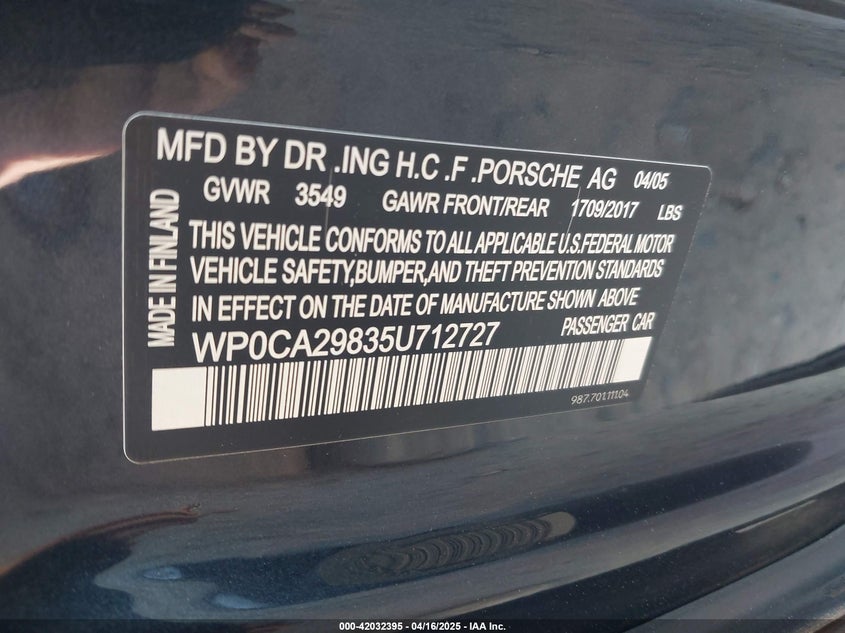 MFD BY DR .ING H.C .F .PORSCHE AG 04/05
GVWR 3549 GAWR FRONT/REAR 1709/2017 LBS
THIS VEHICLE CONFORMS TO ALL APPLICABLE U.S.FEDERAL MOTOR
VEHICLE SAFETY,BUMPER,AND THEFT PREVENTION STANDARDS
IN EFFECT ON THE DATE OF MANUFACTURE SHOWN ABOVE
WP0CA29835U712727 PASSENGER CAR
MADE IN FINLAND
987.701.111.04
000-42032395 - 04/16/2025 - IAA Inc.